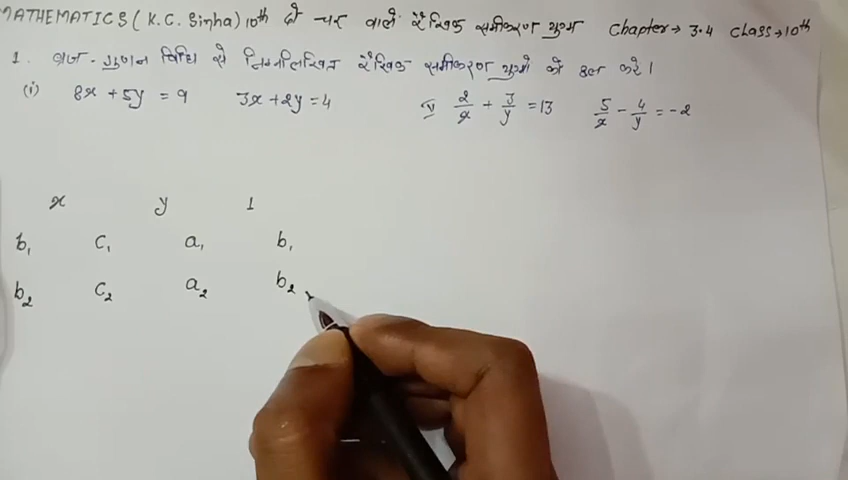 MATHEMATICS (K.C. Sinha) 10th दो चर वाले रैखिक समीकरण युग्म Chapter → 3.4 Class → 10th
1. वज्र-गुणन विधि से निम्नलिखित रैखिक समीकरण युग्मो को हल करे।
(i) 8x + 5y = 9 3x + 2y = 4 v 2/x + 3/y = 13 5/x - 4/y = -2
x y 1
b₁ c₁ a₁ b₁
b₂ c₂ a₂ b₂